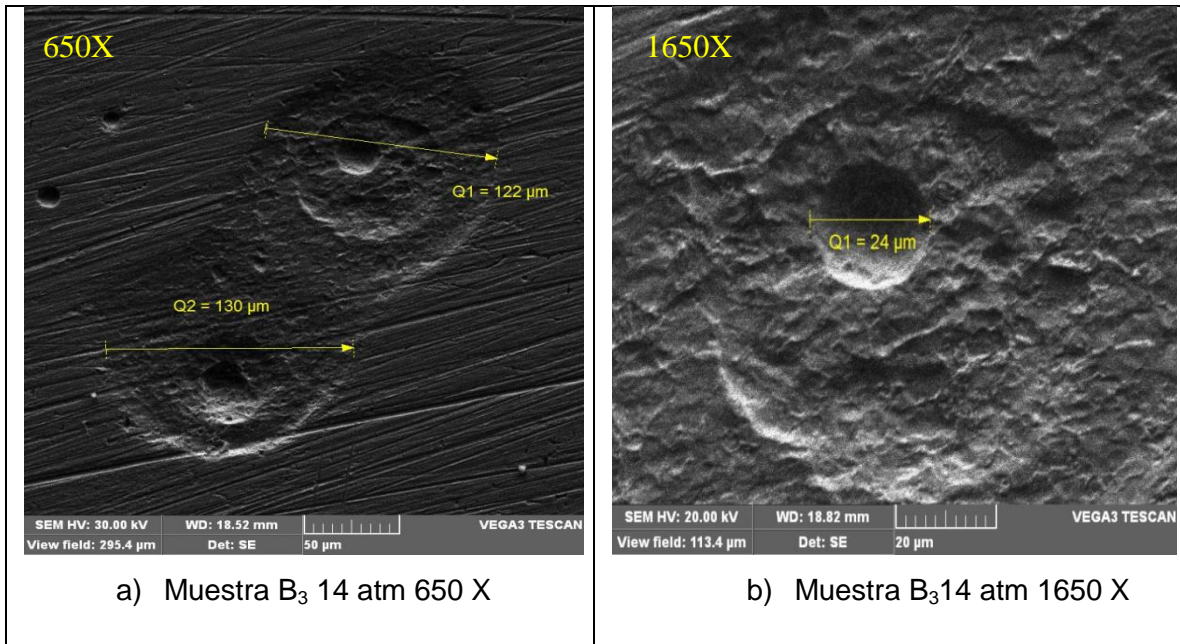 650X
Q1 = 122 µm
Q2 = 130 µm
SEM HV: 30.00 kV WD: 18.52 mm VEGA3 TESCAN
View field: 295.4 µm Det: SE 50 µm
a) Muestra B₃ 14 atm 650 X
1650X
Q1 = 24 µm
SEM HV: 20.00 kV WD: 18.82 mm VEGA3 TESCAN
View field: 113.4 µm Det: SE 20 µm
b) Muestra B₃14 atm 1650 X